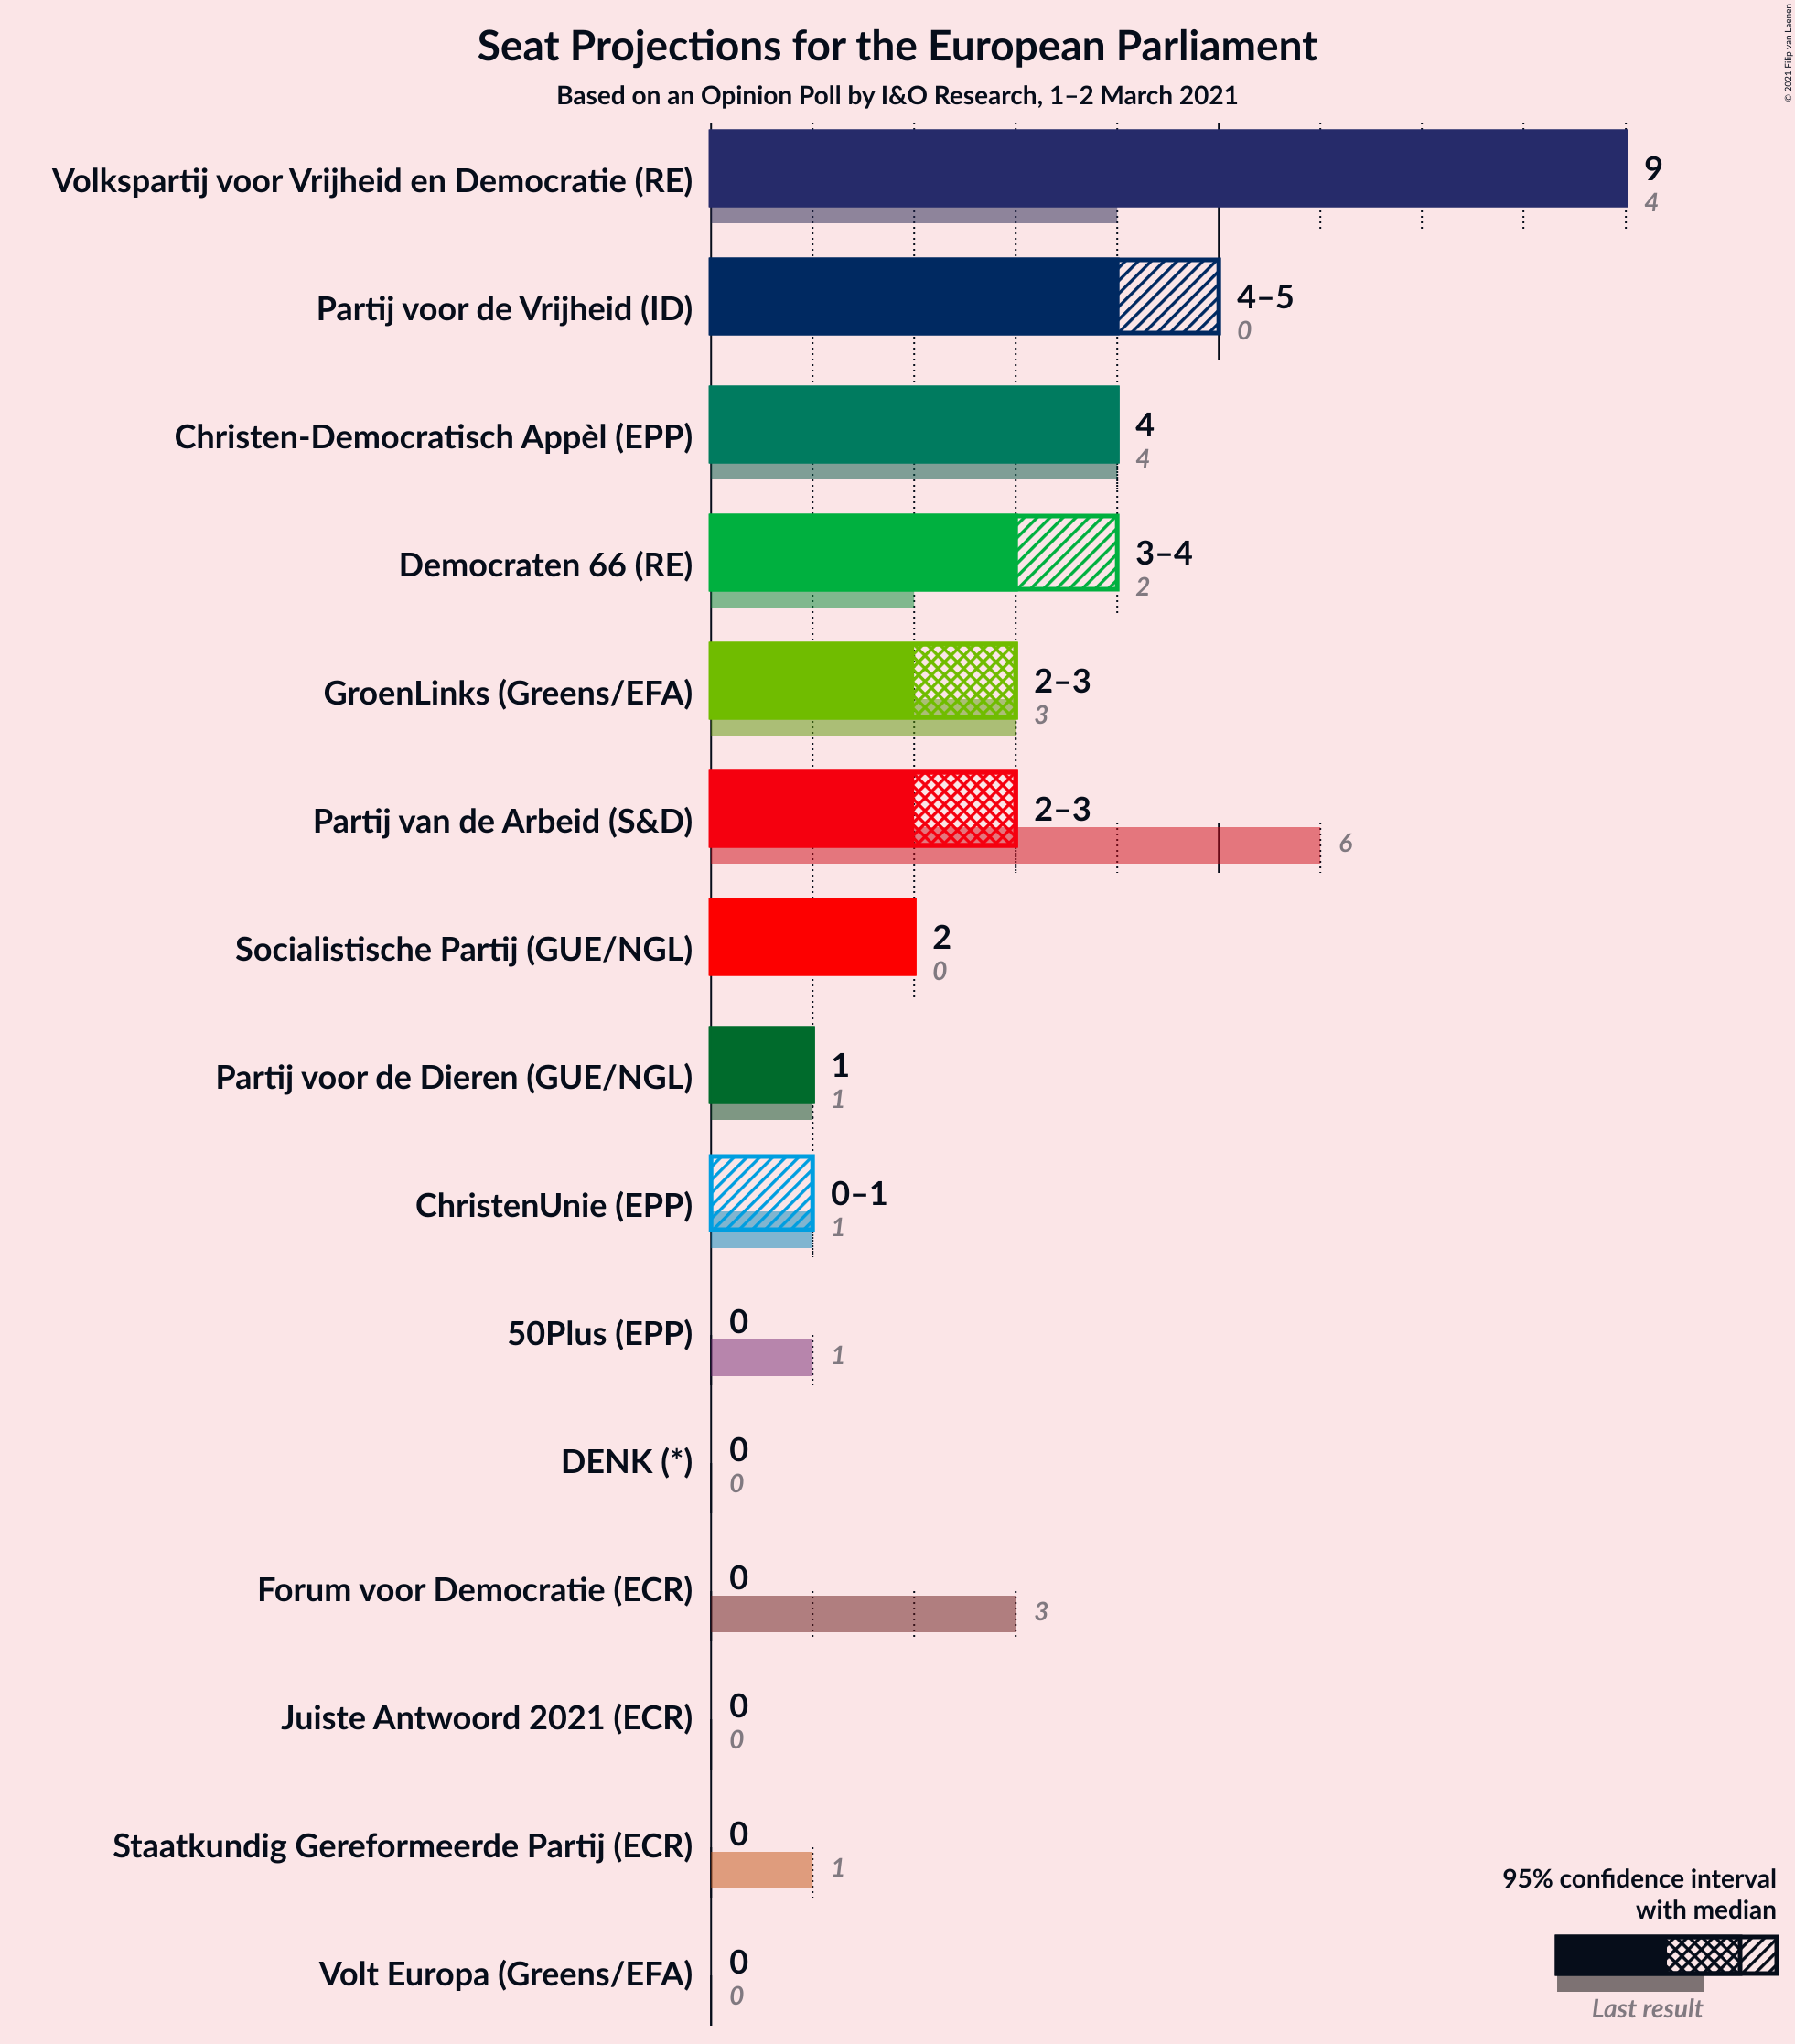 Seat Projections for the European Parliament
Based on an Opinion Poll by I&O Research, 1–2 March 2021
© 2021 Filip van Laenen
Volkspartij voor Vrijheid en Democratie (RE)
9
4
Partij voor de Vrijheid (ID)
4–5
0
Christen-Democratisch Appèl (EPP)
4
4
Democraten 66 (RE)
3–4
2
GroenLinks (Greens/EFA)
2–3
3
Partij van de Arbeid (S&D)
2–3
6
Socialistische Partij (GUE/NGL)
2
0
Partij voor de Dieren (GUE/NGL)
1
1
ChristenUnie (EPP)
0–1
1
50Plus (EPP)
0
1
DENK (*)
0
0
Forum voor Democratie (ECR)
0
3
Juiste Antwoord 2021 (ECR)
0
0
Staatkundig Gereformeerde Partij (ECR)
0
1
Volt Europa (Greens/EFA)
0
0
95% confidence interval
with median
Last result